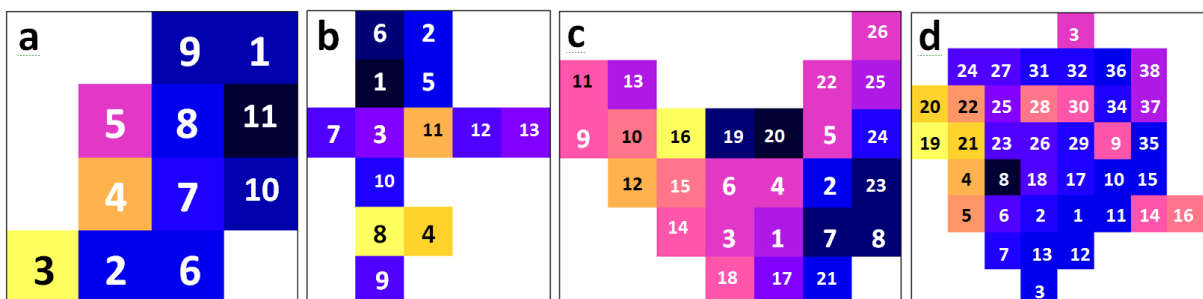 a
9 1
5 8 11
4 7 10
3 2 6
b
6 2
1 5
7 3 11 12 13
10
8 4
9
c
26
11 13 22 25
9 10 16 19 20 5 24
12 15 6 4 2 23
14 3 1 7 8
18 17 21
d
3
24 27 31 32 36 38
20 22 25 28 30 34 37
19 21 23 26 29 9 35
4 8 18 17 10 15
5 6 2 1 11 14 16
7 13 12
3